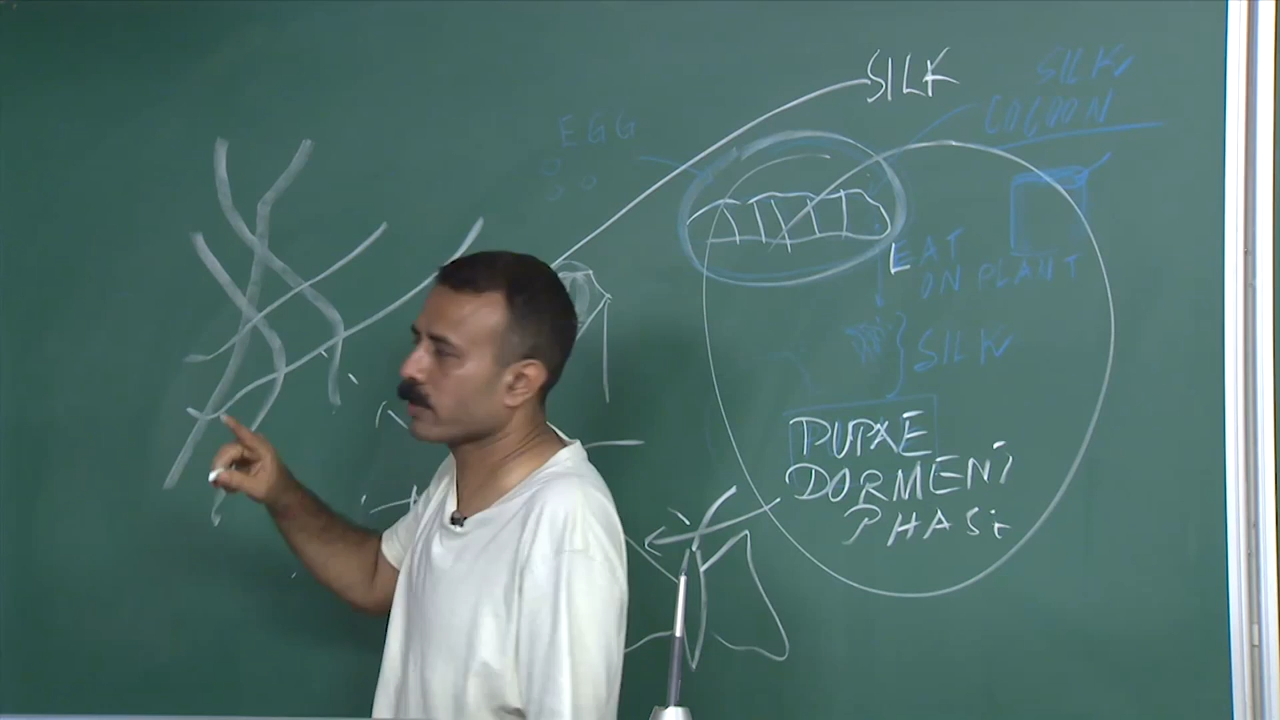 SILK
SILK
COCOON
EGG
EAT
ON PLANT
SILK
PUPAE
DORMENT
PHASE